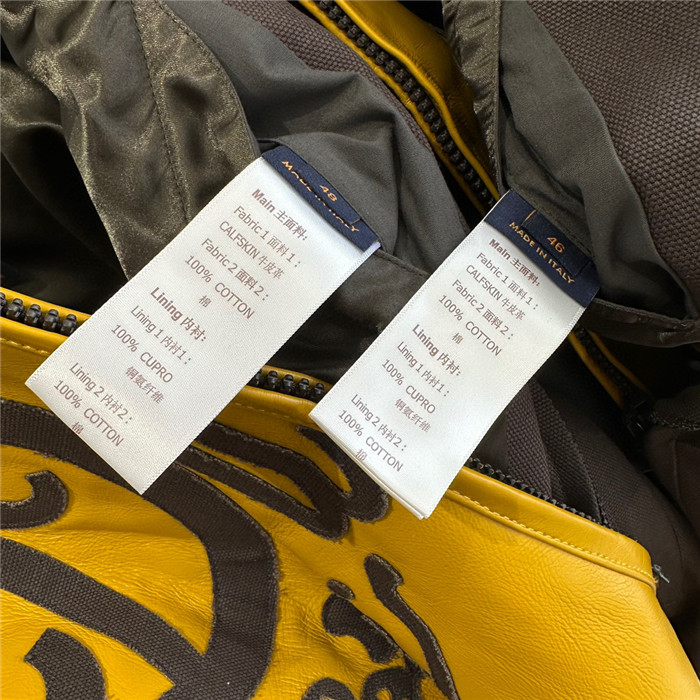 48
MADE IN ITALY
Main 主面料:
Fabric 1 面料1:
CALFSKIN 牛皮革
Fabric 2 面料2:
100% COTTON
棉
Lining 内衬:
Lining 1 内衬1:
100% CUPRO
铜氨纤维
Lining 2 内衬2:
100% COTTON
棉
46
MADE IN ITALY
Main 主面料:
Fabric 1 面料1:
CALFSKIN 牛皮革
Fabric 2 面料2:
100% COTTON
棉
Lining 内衬:
Lining 1 内衬1:
100% CUPRO
铜氨纤维
Lining 2 内衬2:
100% COTTON
棉